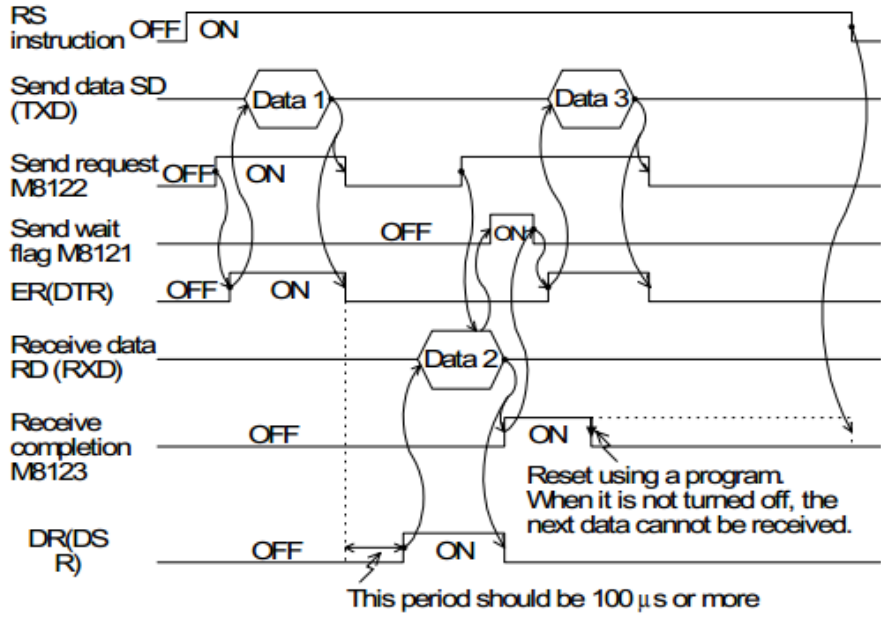 RS
instruction OFF ON
Send data SD
(TXD)
Data 1 Data 3
Send request
M8122
OFF ON
Send wait
flag M8121
OFF ON
ER(DTR) OFF ON
Receive data
RD (RXD)
Data 2
Receive
completion
M8123
OFF ON
Reset using a program.
When it is not turned off, the
next data cannot be received.
DR(DS
R)
OFF ON
This period should be 100 μs or more